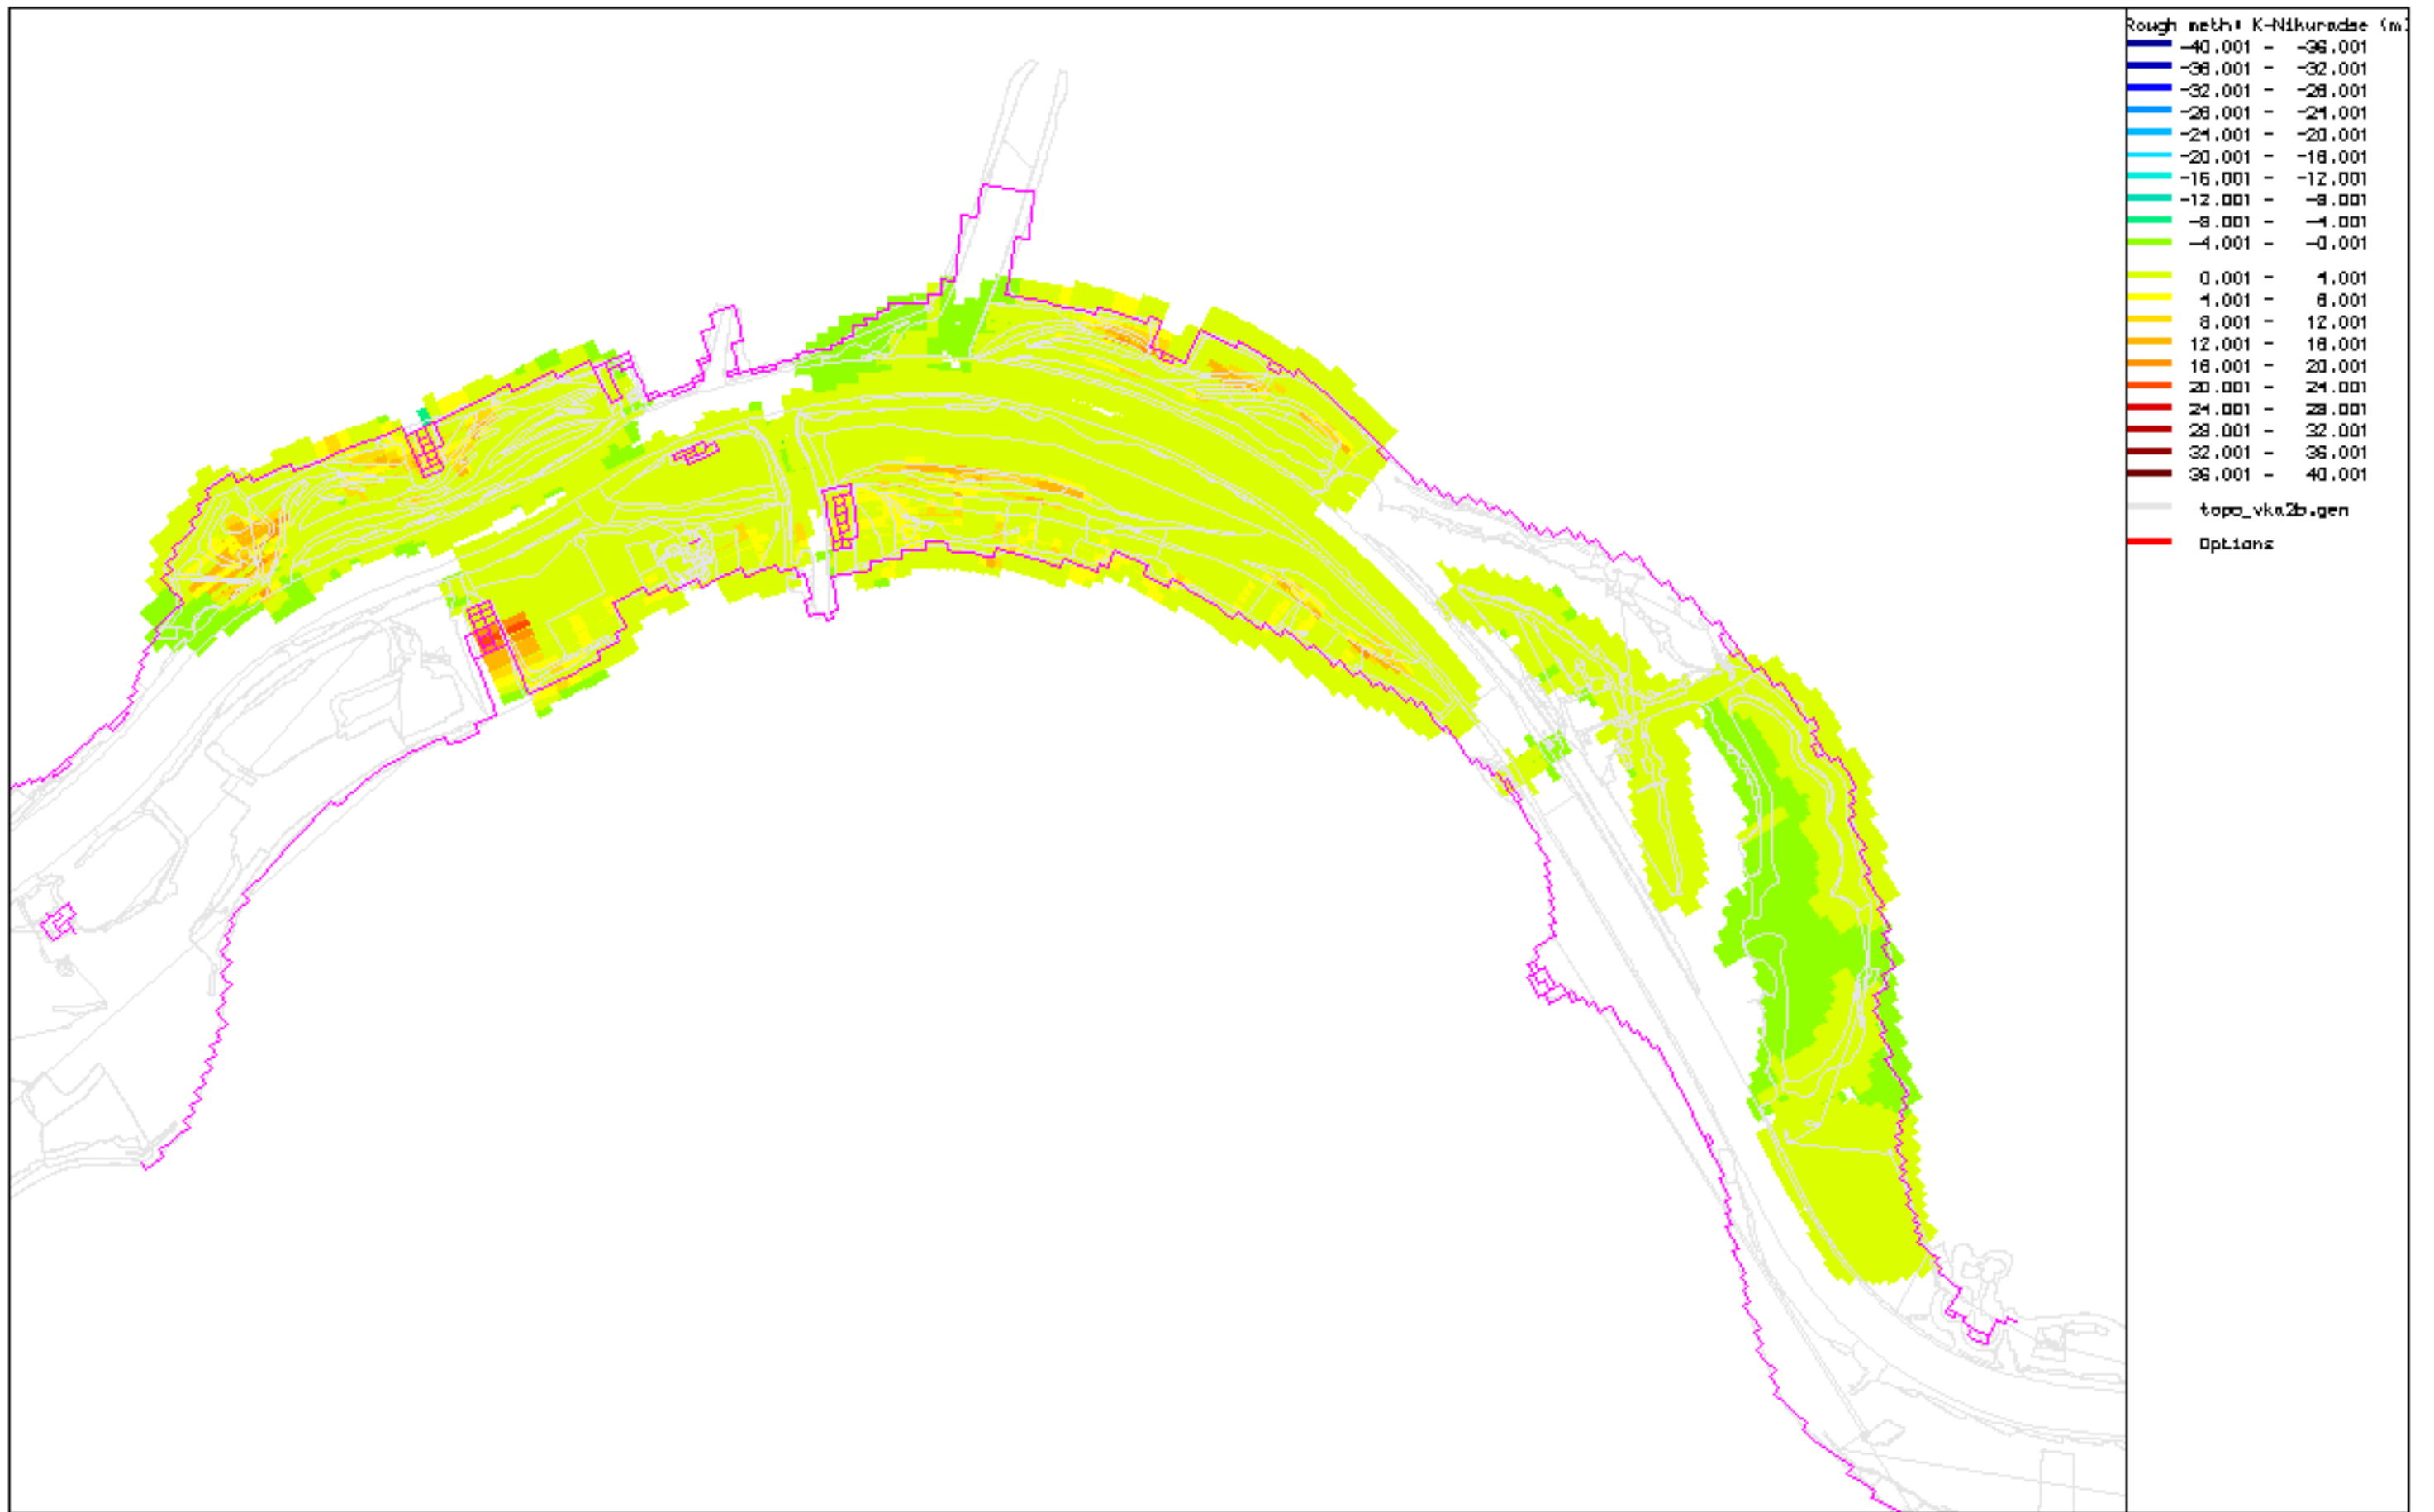 Rough meth: K-Nikuradse (m)
-40.001 - -36.001
-36.001 - -32.001
-32.001 - -28.001
-28.001 - -24.001
-24.001 - -20.001
-20.001 - -16.001
-16.001 - -12.001
-12.001 - -8.001
-8.001 - -4.001
-4.001 - -0.001
0.001 - 4.001
4.001 - 8.001
8.001 - 12.001
12.001 - 16.001
16.001 - 20.001
20.001 - 24.001
24.001 - 28.001
28.001 - 32.001
32.001 - 36.001
36.001 - 40.001
topo_vka2b.gen
Options